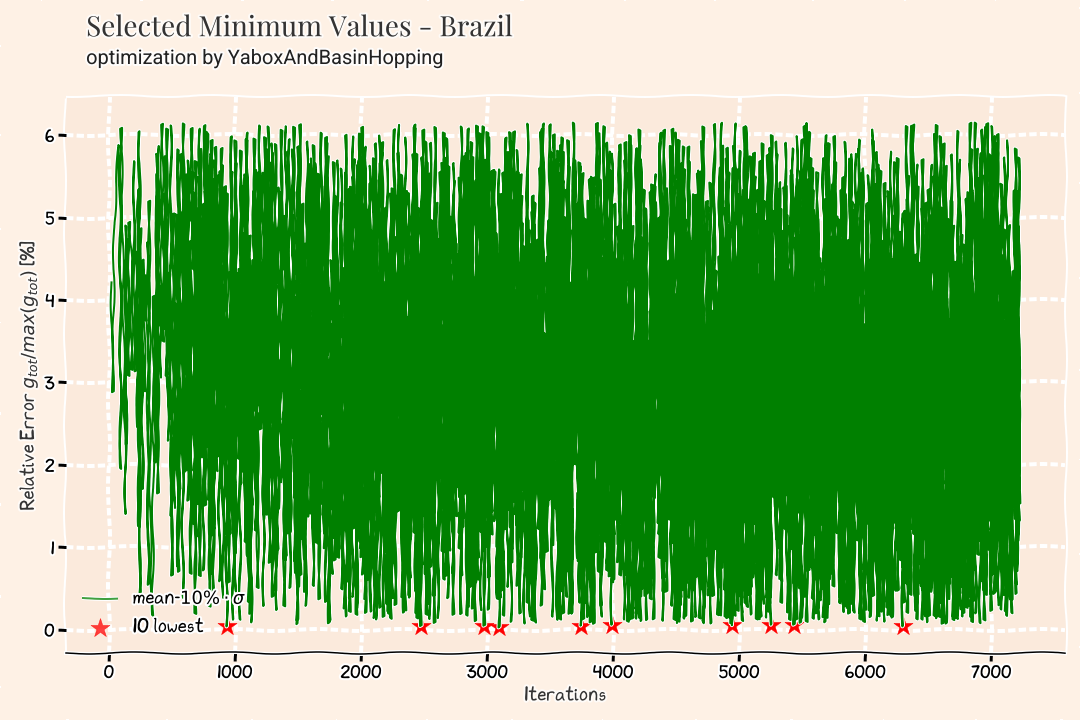 Selected Minimum Values - Brazil
optimization by YaboxAndBasinHopping
Relative Error g_tot/max(g_tot) [%]
6
5
4
3
2
1
0
mean-10% · σ
10 lowest
0 1000 2000 3000 4000 5000 6000 7000
Iterations